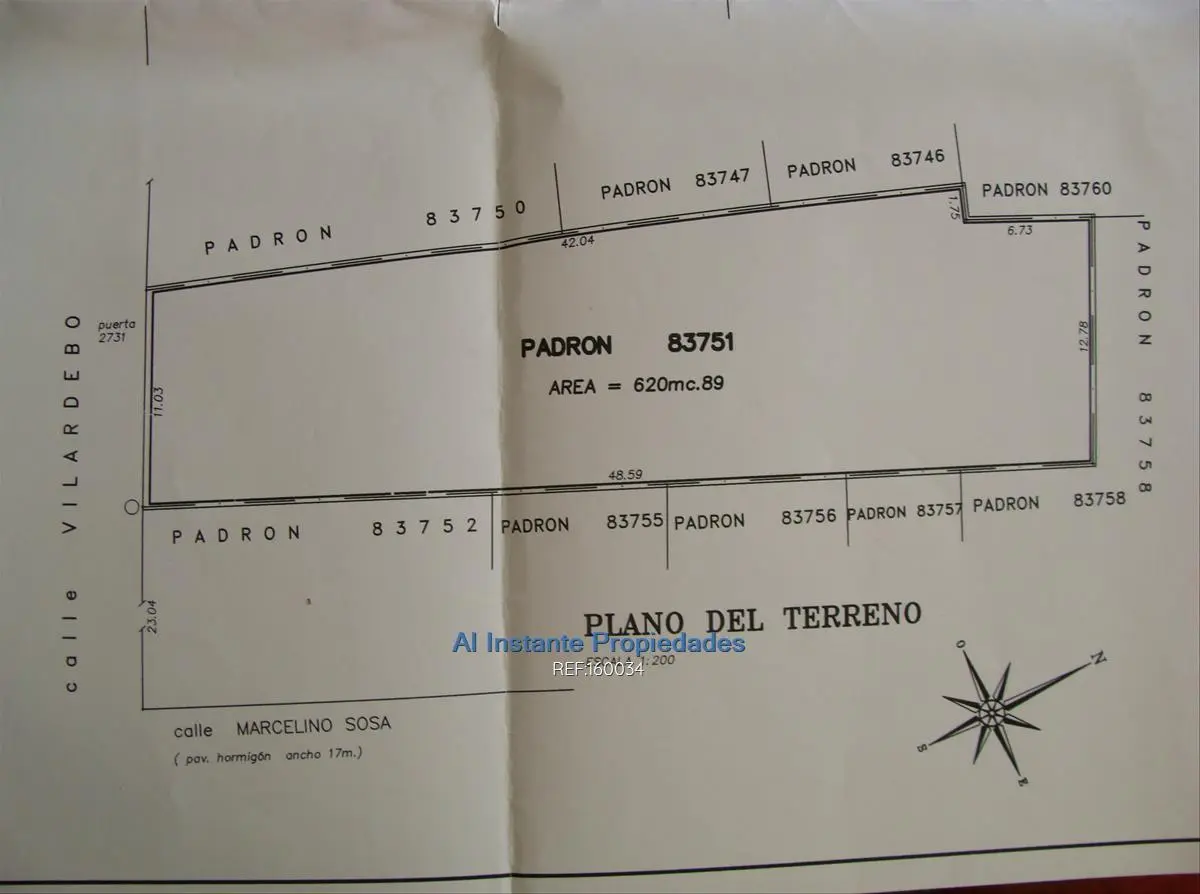 PADRON 83746
PADRON 83747
PADRON 83760
PADRON 83750
42.04
1.75
6.73
PADRON 83758
calle VILARDEBO
puerta
2731
11.03
PADRON 83751
AREA = 620mc.89
12.78
48.59
PADRON 83752
PADRON 83755
PADRON 83756
PADRON 83757
PADRON 83758
23.04
PLANO DEL TERRENO
Al Instante Propiedades
ESCALA 1:200
REF:160034
calle MARCELINO SOSA
( pav. hormigón ancho 17m.)
O
N
S
E